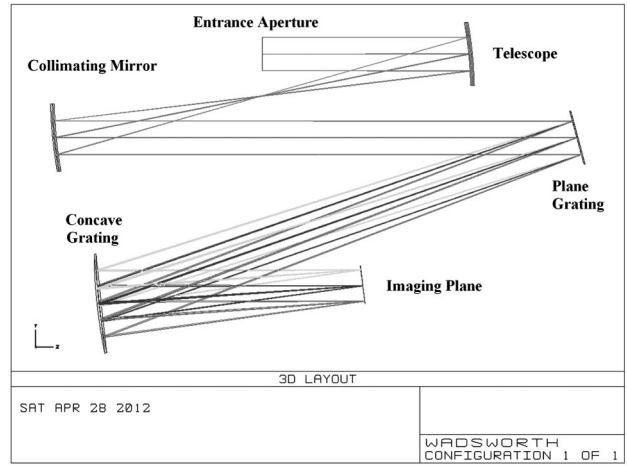 Entrance Aperture
Telescope
Collimating Mirror
Plane
Grating
Concave
Grating
Imaging Plane
Y
Z
3D LAYOUT
SAT APR 28 2012
WADSWORTH
CONFIGURATION 1 OF 1